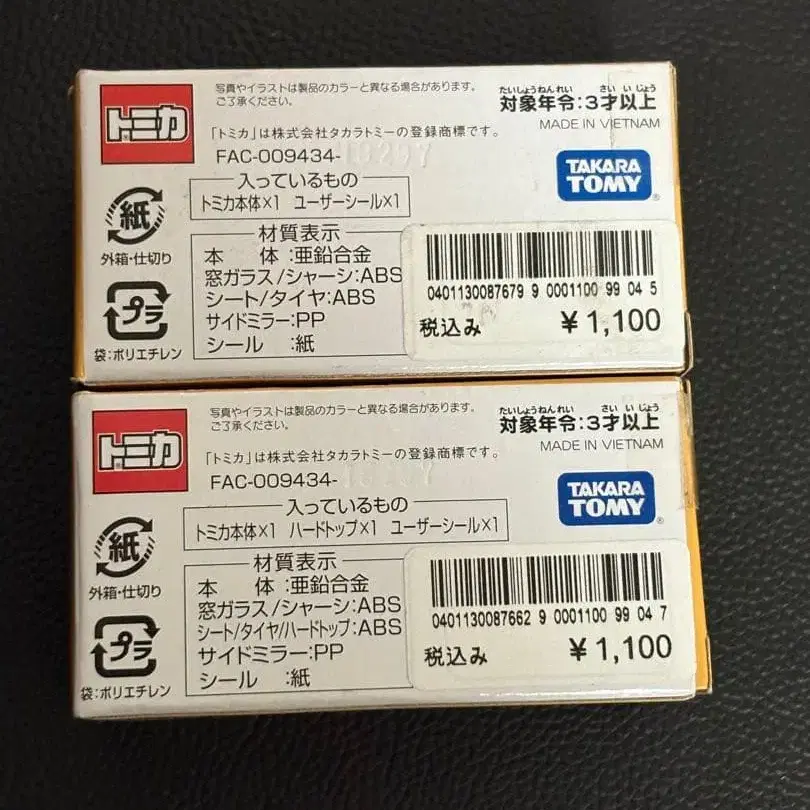 トミカ
写真やイラストは製品のカラーと異なる場合があります。
ご了承ください。
たいしょうねんれい さいいじょう
対象年令:3才以上
MADE IN VIETNAM
「トミカ」は株式会社タカラトミーの登録商標です。
FAC-009434-
TAKARA
TOMY®
入っているもの
トミカ本体×1 ユーザーシール×1
紙
外箱・仕切り
プラ
袋:ポリエチレン
材質表示
本 体:亜鉛合金
窓ガラス/シャーシ:ABS
シート/タイヤ:ABS
サイドミラー:PP
シール :紙
0401130087679 9 0001100 99 04 5
税込み ¥1,100
トミカ
写真やイラストは製品のカラーと異なる場合があります。
ご了承ください。
たいしょうねんれい さいいじょう
対象年令:3才以上
MADE IN VIETNAM
「トミカ」は株式会社タカラトミーの登録商標です。
FAC-009434-
TAKARA
TOMY®
入っているもの
トミカ本体×1 ハードトップ×1 ユーザーシール×1
紙
外箱・仕切り
プラ
袋:ポリエチレン
材質表示
本 体:亜鉛合金
窓ガラス/シャーシ:ABS
シート/タイヤ/ハードトップ:ABS
サイドミラー:PP
シール :紙
0401130087662 9 0001100 99 04 7
税込み ¥1,100